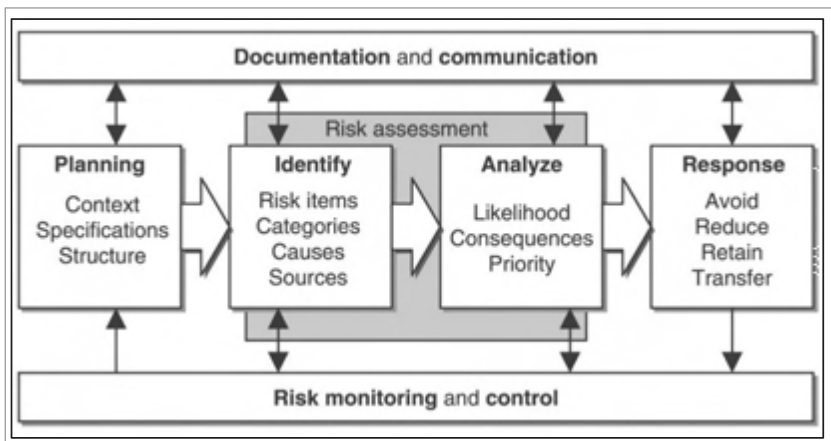 Documentation and communication
Risk assessment
Planning
Context
Specifications
Structure
Identify
Risk items
Categories
Causes
Sources
Analyze
Likelihood
Consequences
Priority
Response
Avoid
Reduce
Retain
Transfer
Risk monitoring and control